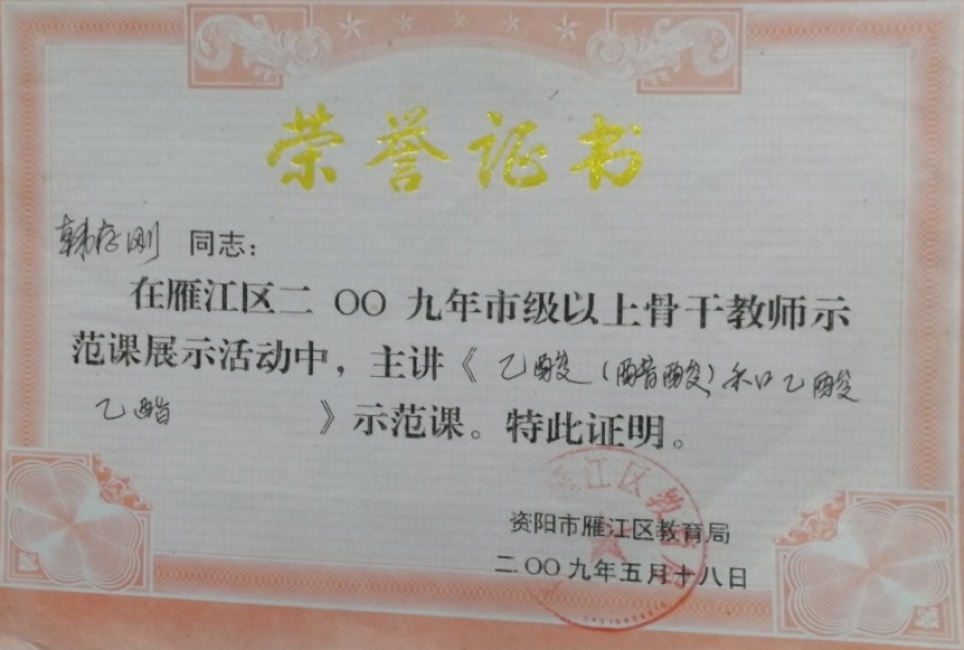 荣誉证书
韩存刚 同志：
在雁江区二〇〇九年市级以上骨干教师示
范课展示活动中，主讲《乙酸（醋酸）和乙酸
乙酯》示范课。特此证明。
资阳市雁江区教育局
二〇〇九年五月十八日